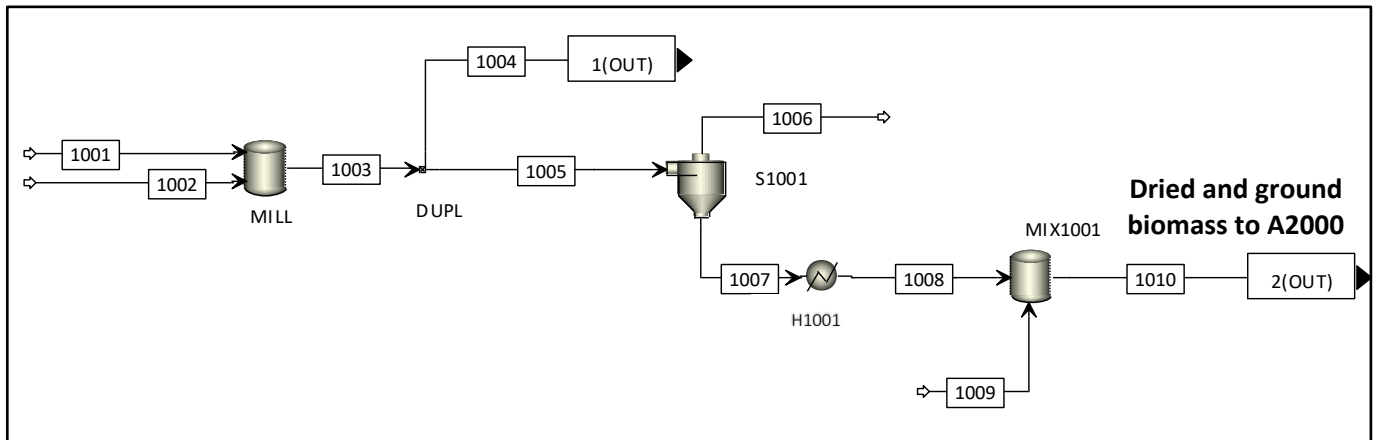 1004
1(OUT)
1006
1001
1002
MILL
1003
DUPL
1005
S1001
Dried and ground
biomass to A2000
1007
H1001
1008
MIX1001
1010
2(OUT)
1009